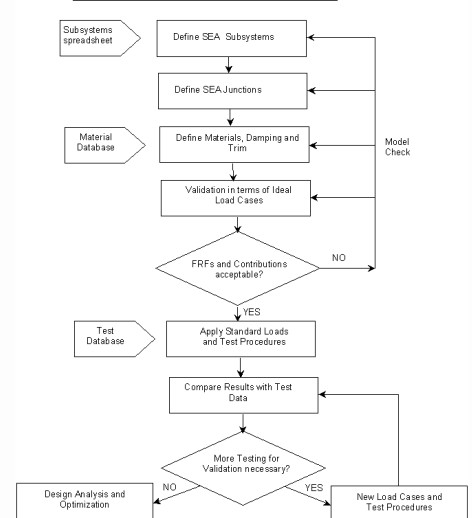 Subsystems
spreadsheet
Define SEA Subsystems
Define SEA Junctions
Material
Database
Define Materials, Damping and
Trim
Model
Check
Validation in terms of Ideal
Load Cases
FRFs and Contributions
acceptable?
NO
YES
Test
Database
Apply Standard Loads
and Test Procedures
Compare Results with Test
Data
More Testing for
Validation necessary?
NO
YES
Design Analysis and
Optimization
New Load Cases and
Test Procedures